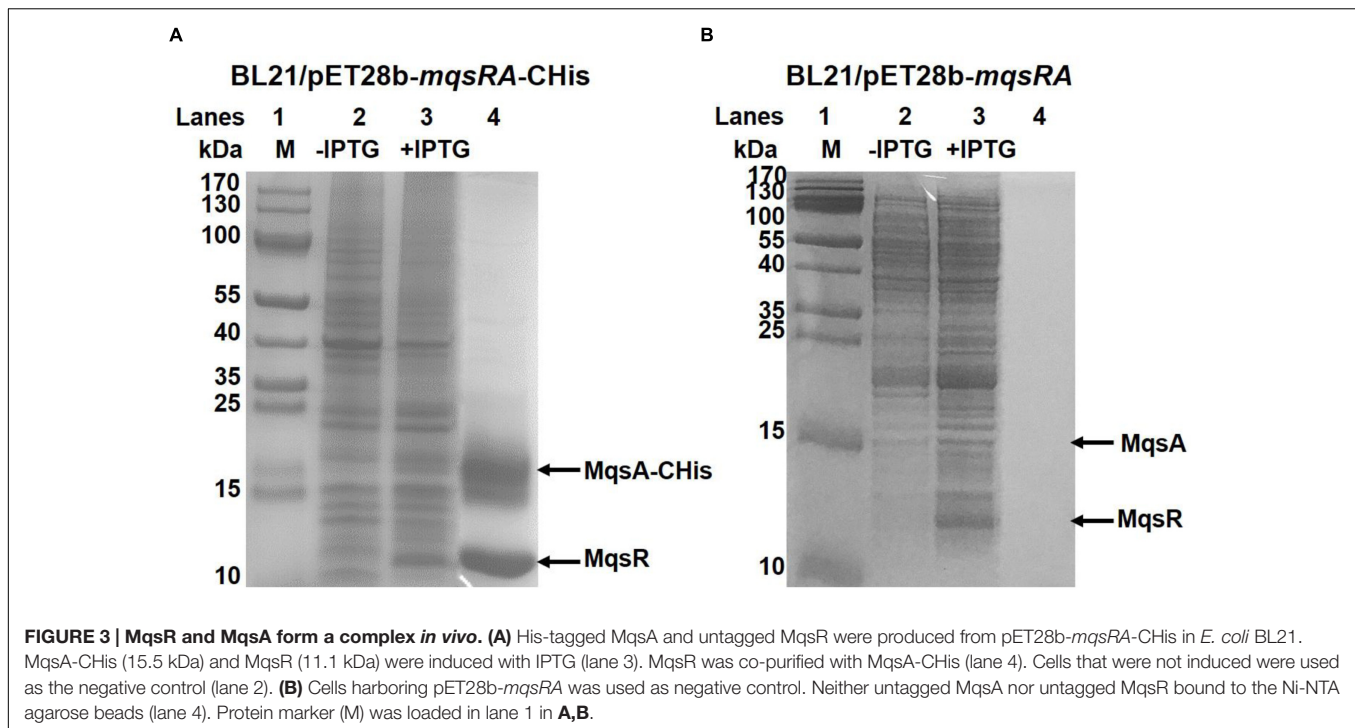 A
BL21/pET28b-mqsRA-CHis
Lanes 1 2 3 4
kDa M -IPTG +IPTG
170
130
100
55
40
35
25
15
10
MqsA-CHis
MqsR
B
BL21/pET28b-mqsRA
Lanes 1 2 3 4
kDa M -IPTG +IPTG
170
130
100
55
40
35
25
15
10
MqsA
MqsR
FIGURE 3 | MqsR and MqsA form a complex in vivo. (A) His-tagged MqsA and untagged MqsR were produced from pET28b-mqsRA-CHis in E. coli BL21.
MqsA-CHis (15.5 kDa) and MqsR (11.1 kDa) were induced with IPTG (lane 3). MqsR was co-purified with MqsA-CHis (lane 4). Cells that were not induced were used
as the negative control (lane 2). (B) Cells harboring pET28b-mqsRA was used as negative control. Neither untagged MqsA nor untagged MqsR bound to the Ni-NTA
agarose beads (lane 4). Protein marker (M) was loaded in lane 1 in A,B.